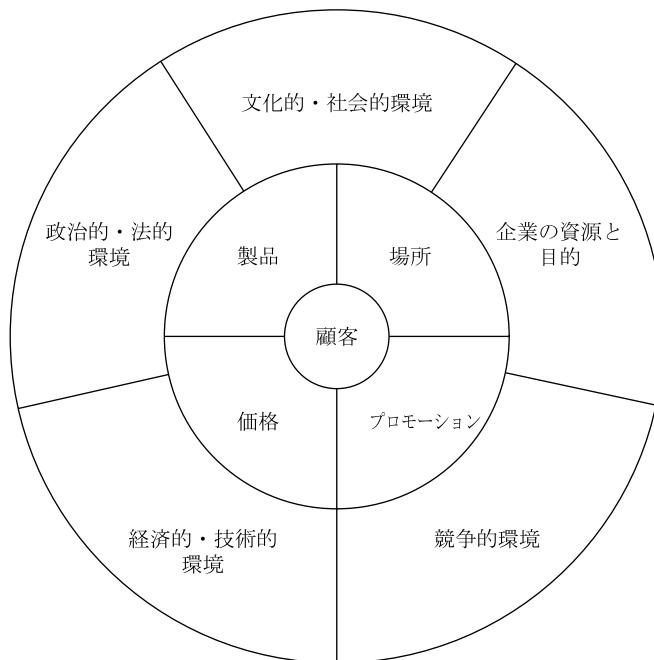 文化的・社会的環境
政治的・法的
環境
企業の資源と
目的
製品
場所
顧客
価格
プロモーション
経済的・技術的
環境
競争的環境